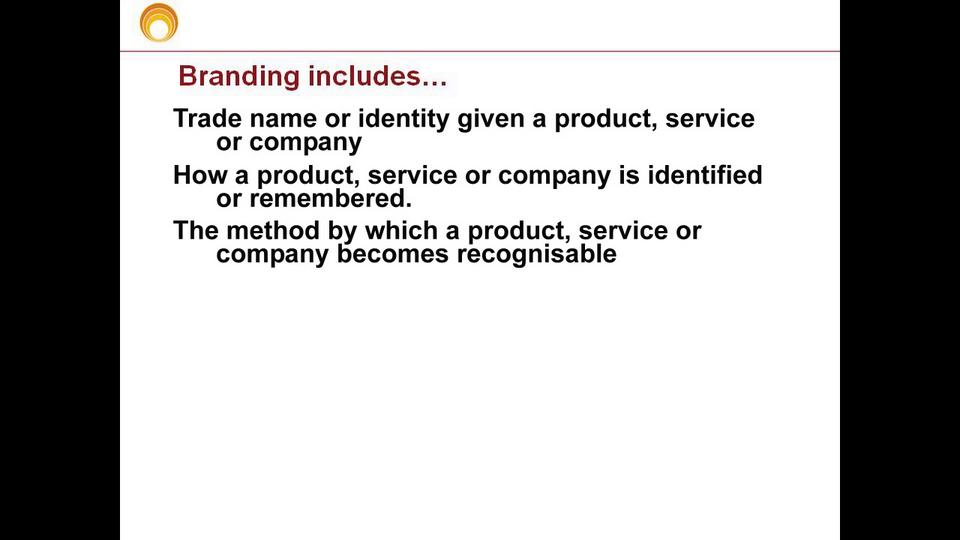 Branding includes…
Trade name or identity given a product, service
or company
How a product, service or company is identified
or remembered.
The method by which a product, service or
company becomes recognisable